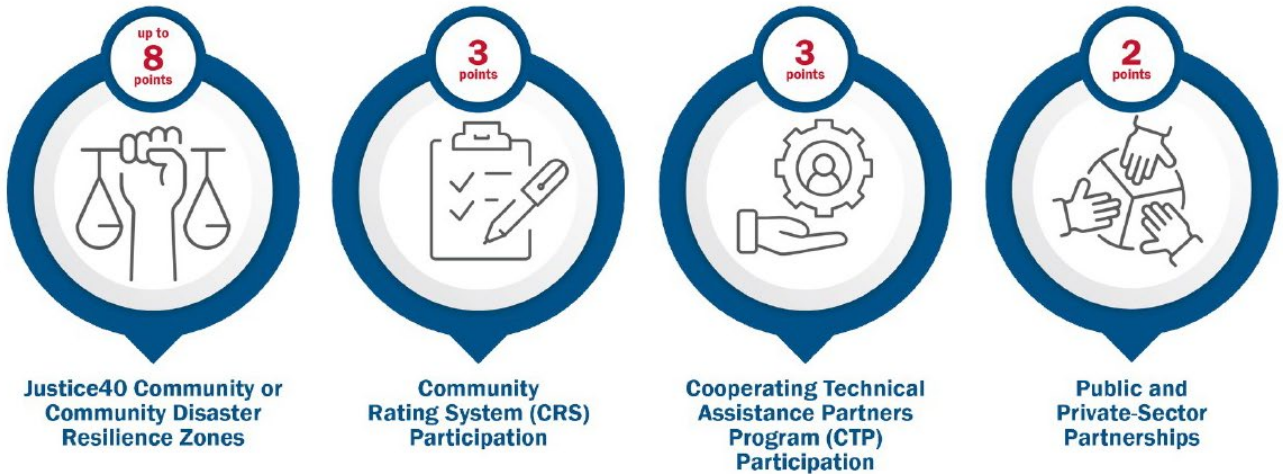 up to
8
points
Justice40 Community or
Community Disaster
Resilience Zones
3
points
Community
Rating System (CRS)
Participation
3
points
Cooperating Technical
Assistance Partners
Program (CTP)
Participation
2
points
Public and
Private-Sector
Partnerships